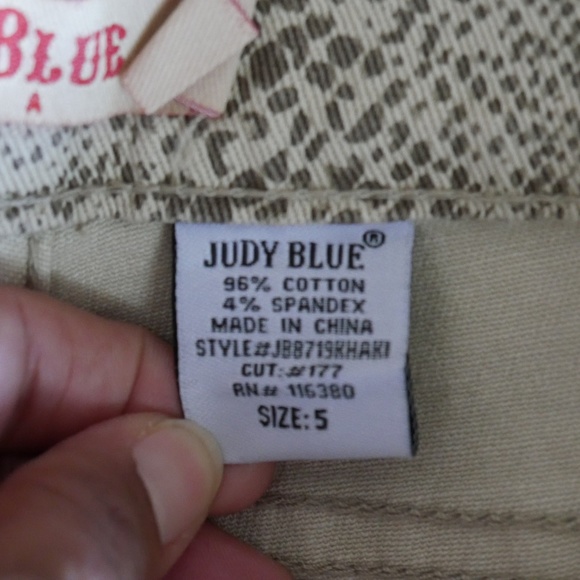 BLUE
A
JUDY BLUE®
96% COTTON
4% SPANDEX
MADE IN CHINA
STYLE#JB8719KHAKI
CUT:#177
RN# 116380
SIZE:5